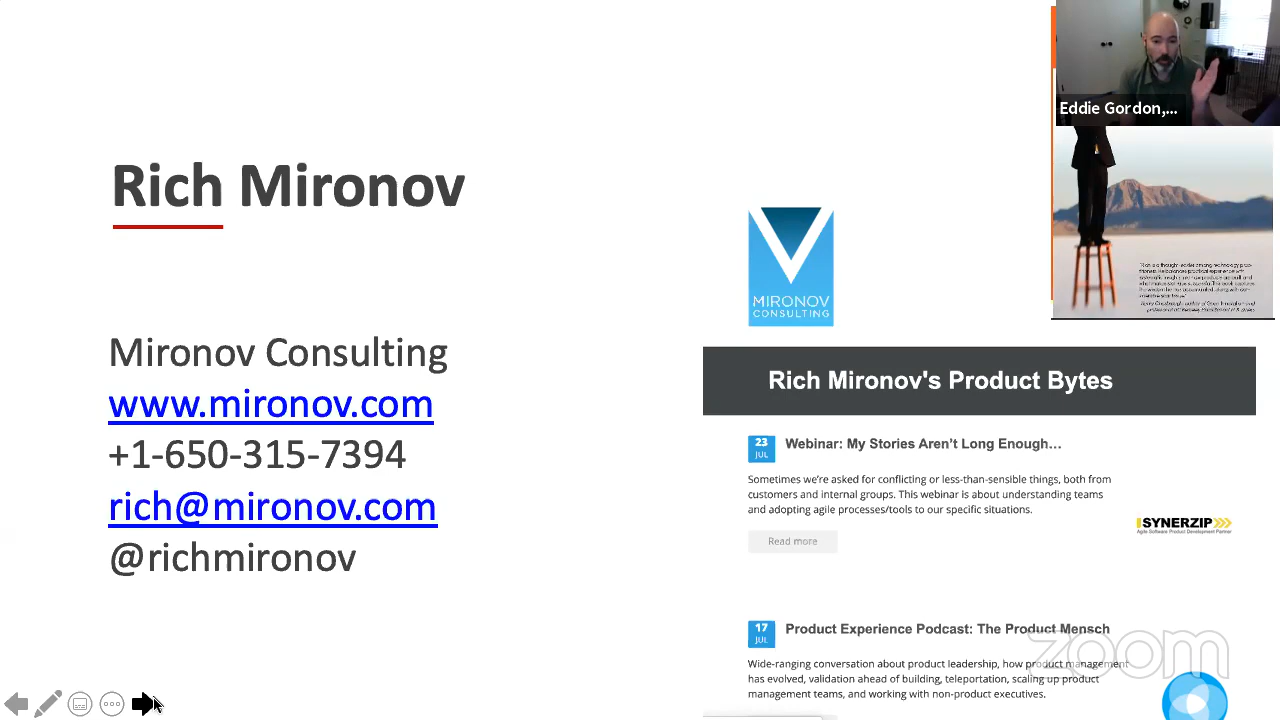 Rich Mironov
Mironov Consulting
www.mironov.com
+1-650-315-7394
rich@mironov.com
@richmironov
Eddie Gordon,...
MIRONOV
CONSULTING
Rich Mironov's Product Bytes
23
JUL
Webinar: My Stories Aren't Long Enough…
Sometimes we're asked for conflicting or less-than-sensible things, both from
customers and internal groups. This webinar is about understanding teams
and adopting agile processes/tools to our specific situations.
Read more
SYNERZIP
Agile Software Product Development Partner
17
JUL
Product Experience Podcast: The Product Mensch
Wide-ranging conversation about product leadership, how product management
has evolved, validation ahead of building, teleportation, scaling up product
management teams, and working with non-product executives.
zoom